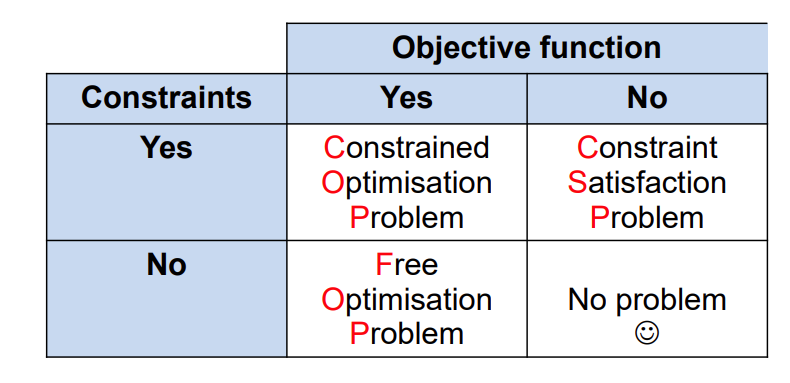 Objective function
Constraints Yes No
Yes Constrained Constraint
Optimisation Satisfaction
Problem Problem
No Free
Optimisation No problem
Problem ☺